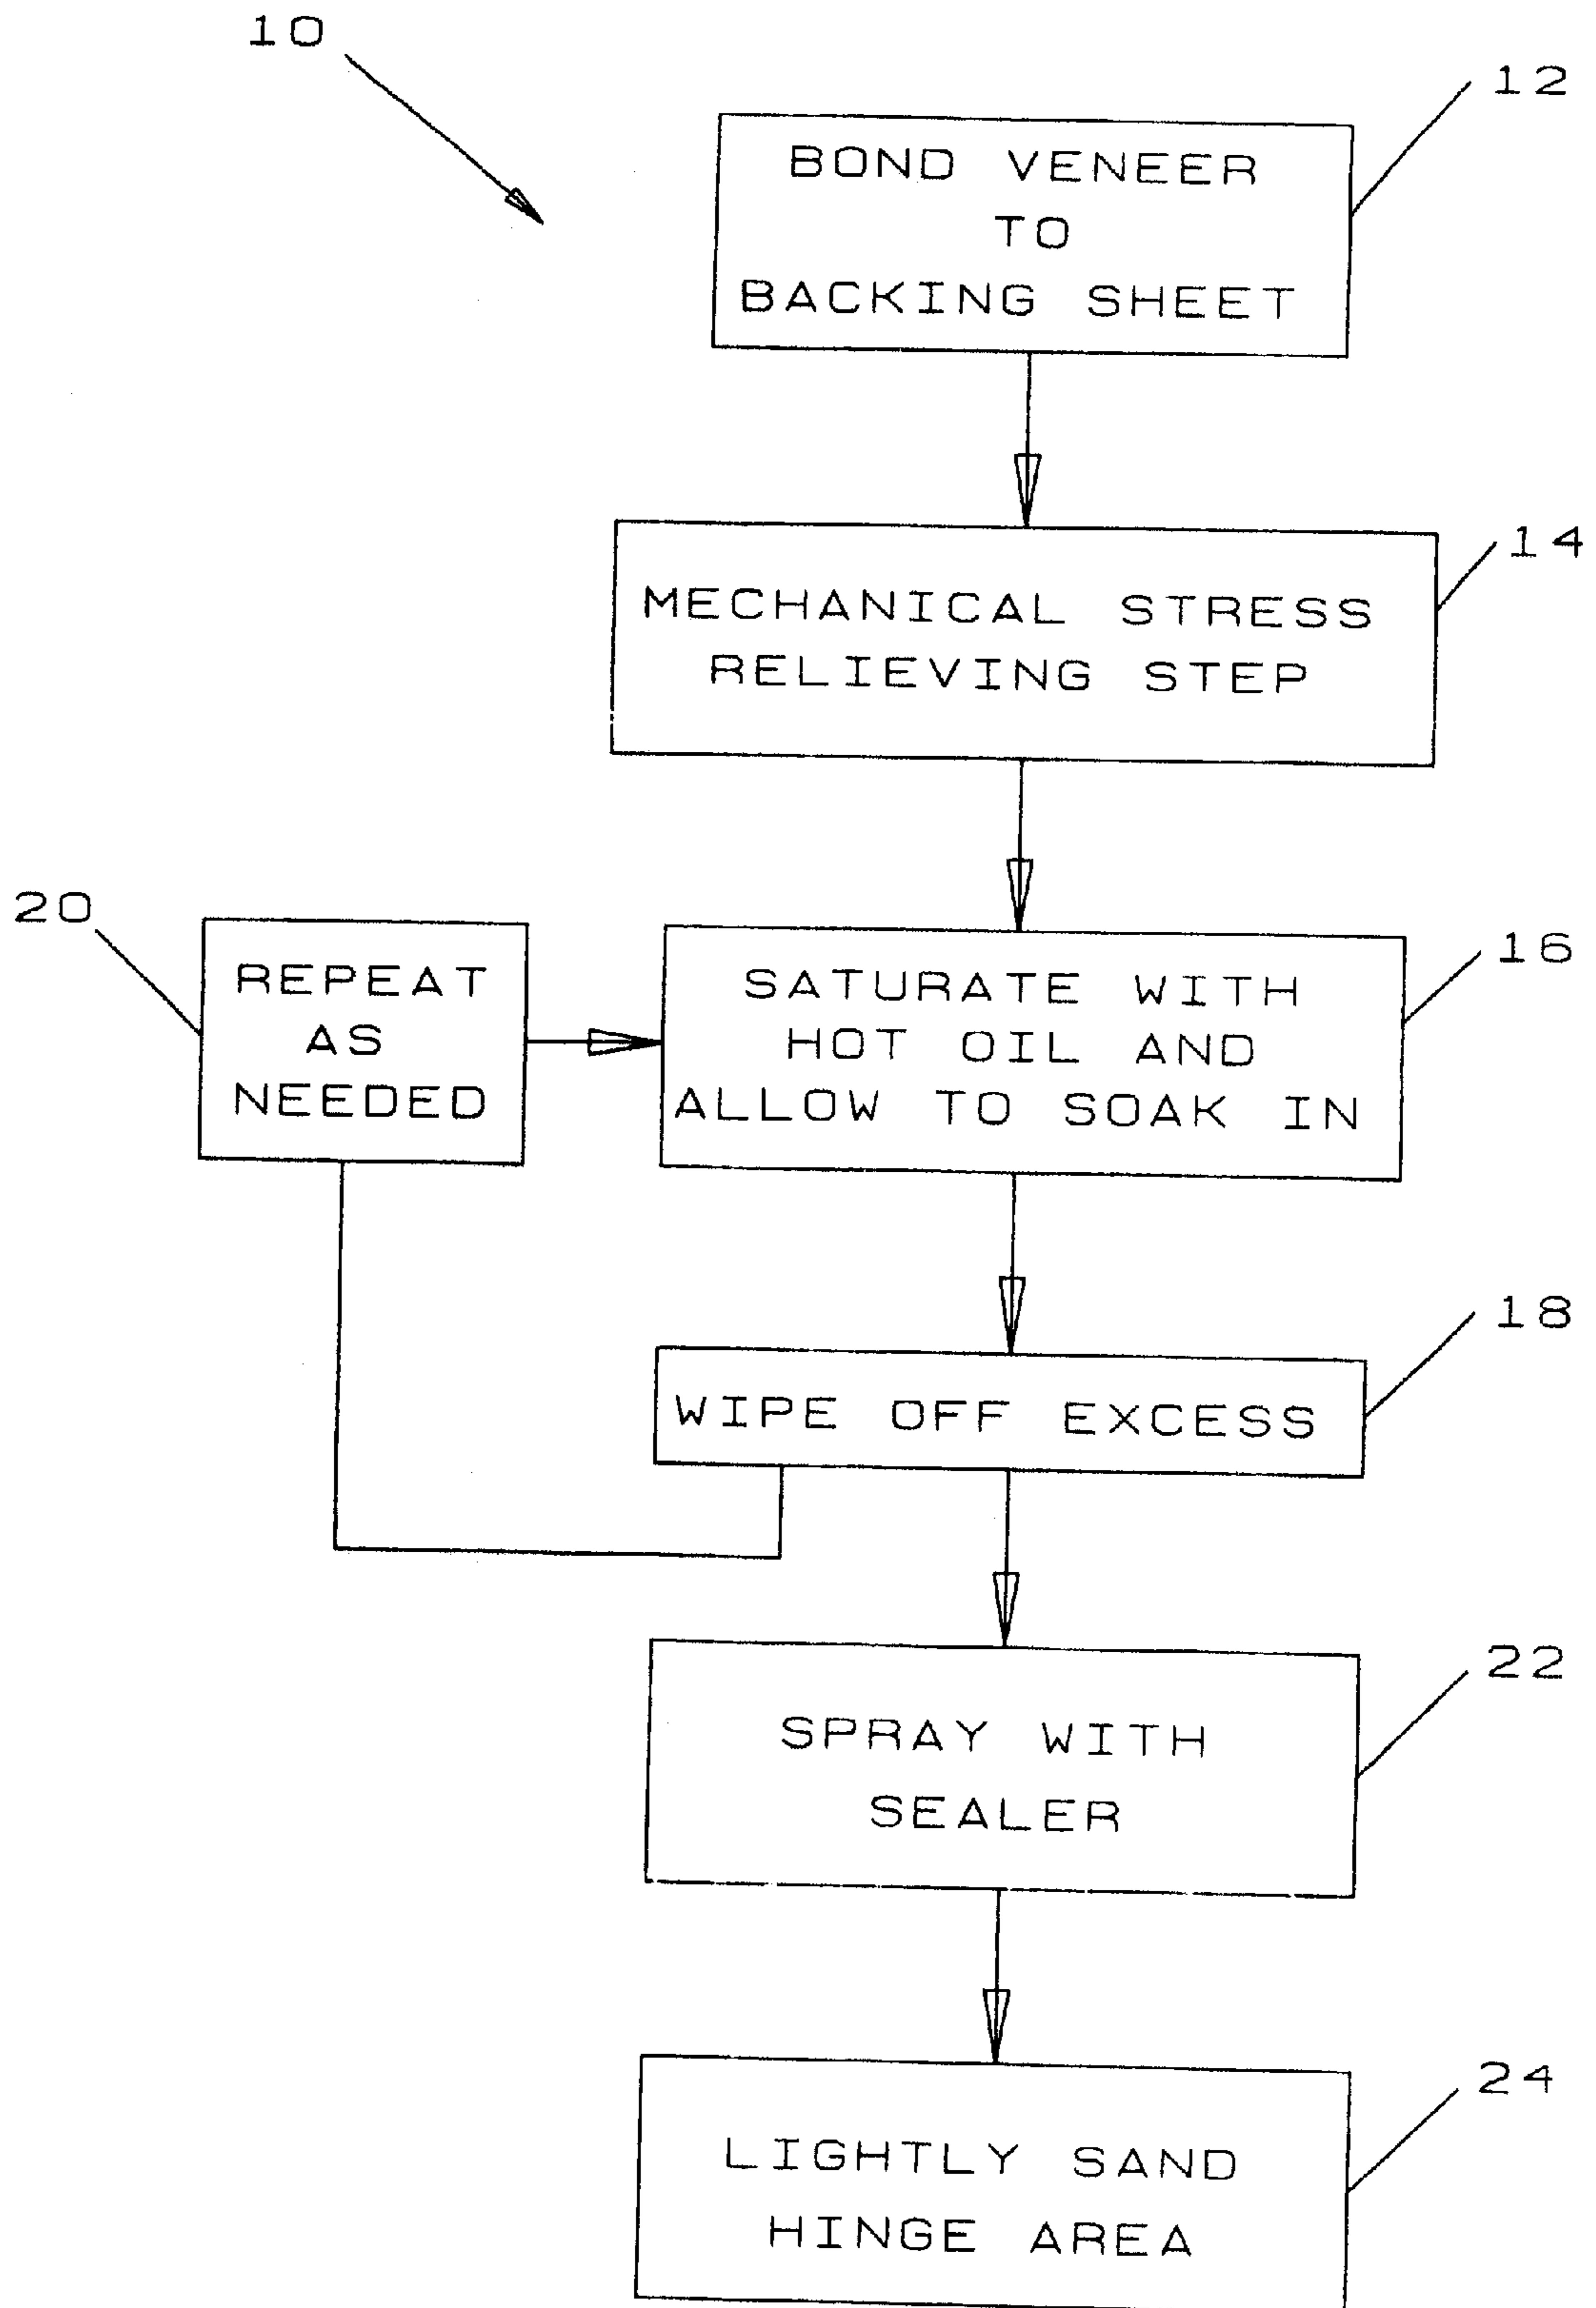 10
12
BOND VENEER
TO
BACKING SHEET
14
MECHANICAL STRESS
RELIEVING STEP
20
REPEAT
AS
NEEDED
16
SATURATE WITH
HOT OIL AND
ALLOW TO SOAK IN
18
WIPE OFF EXCESS
22
SPRAY WITH
SEALER
24
LIGHTLY SAND
HINGE AREA